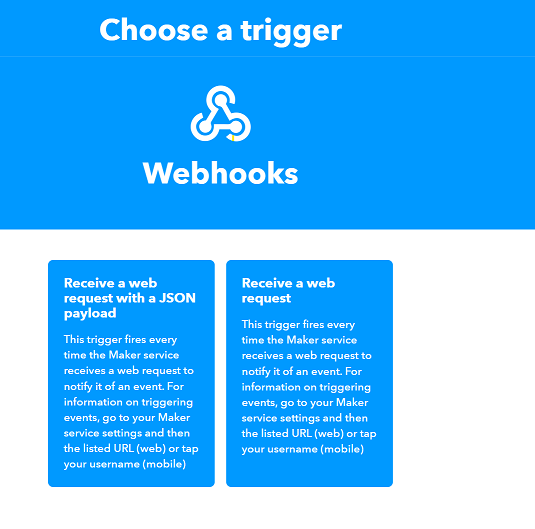 Choose a trigger
Webhooks
Receive a web
request with a JSON
payload
This trigger fires every
time the Maker service
receives a web request to
notify it of an event. For
information on triggering
events, go to your Maker
service settings and then
the listed URL (web) or tap
your username (mobile)
Receive a web
request
This trigger fires every
time the Maker service
receives a web request to
notify it of an event. For
information on triggering
events, go to your Maker
service settings and then
the listed URL (web) or tap
your username (mobile)